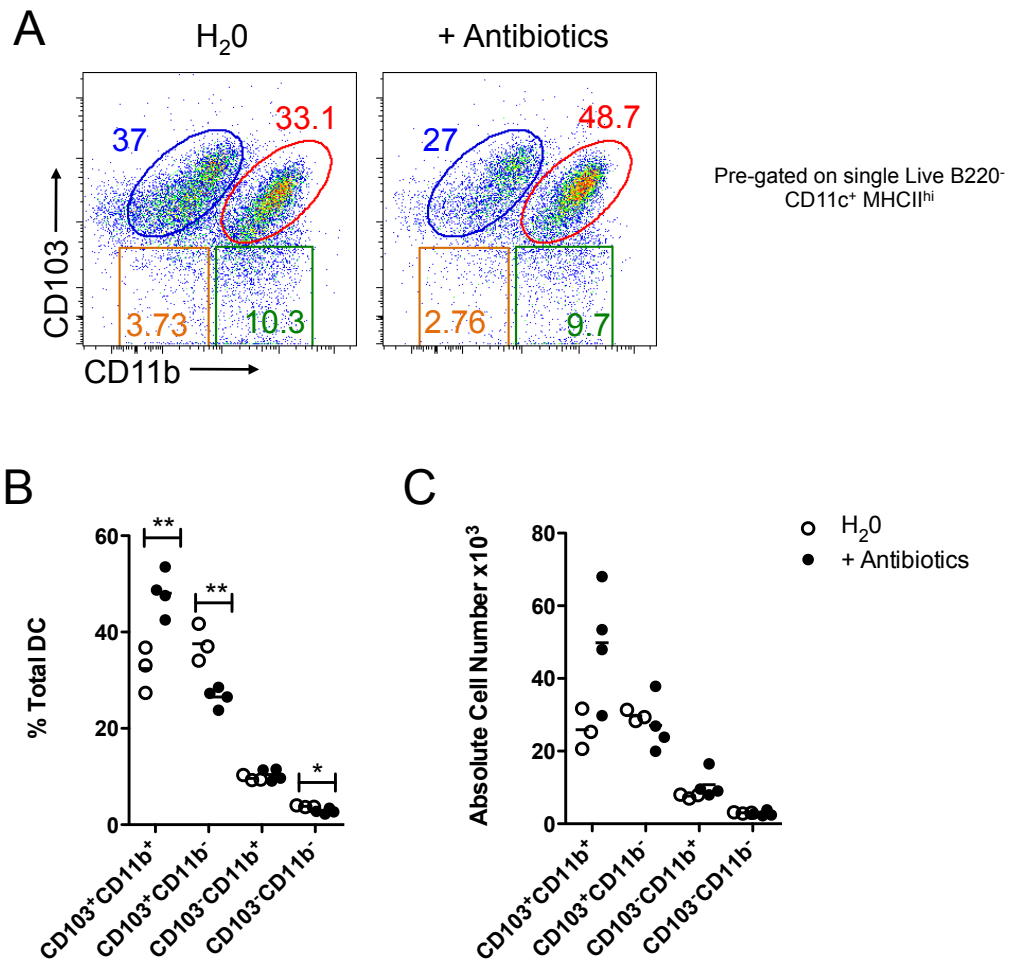 A
H₂0
+ Antibiotics
37
33.1
3.73
10.3
27
48.7
2.76
9.7
CD103
CD11b
Pre-gated on single Live B220⁻
CD11c⁺ MHCIIʰⁱ
B
% Total DC
60
40
20
0
**
**
*
CD103⁺CD11b⁺
CD103⁺CD11b⁻
CD103⁻CD11b⁺
CD103⁻CD11b⁻
C
Absolute Cell Number x10³
80
60
40
20
0
CD103⁺CD11b⁺
CD103⁺CD11b⁻
CD103⁻CD11b⁺
CD103⁻CD11b⁻
H₂0
+ Antibiotics